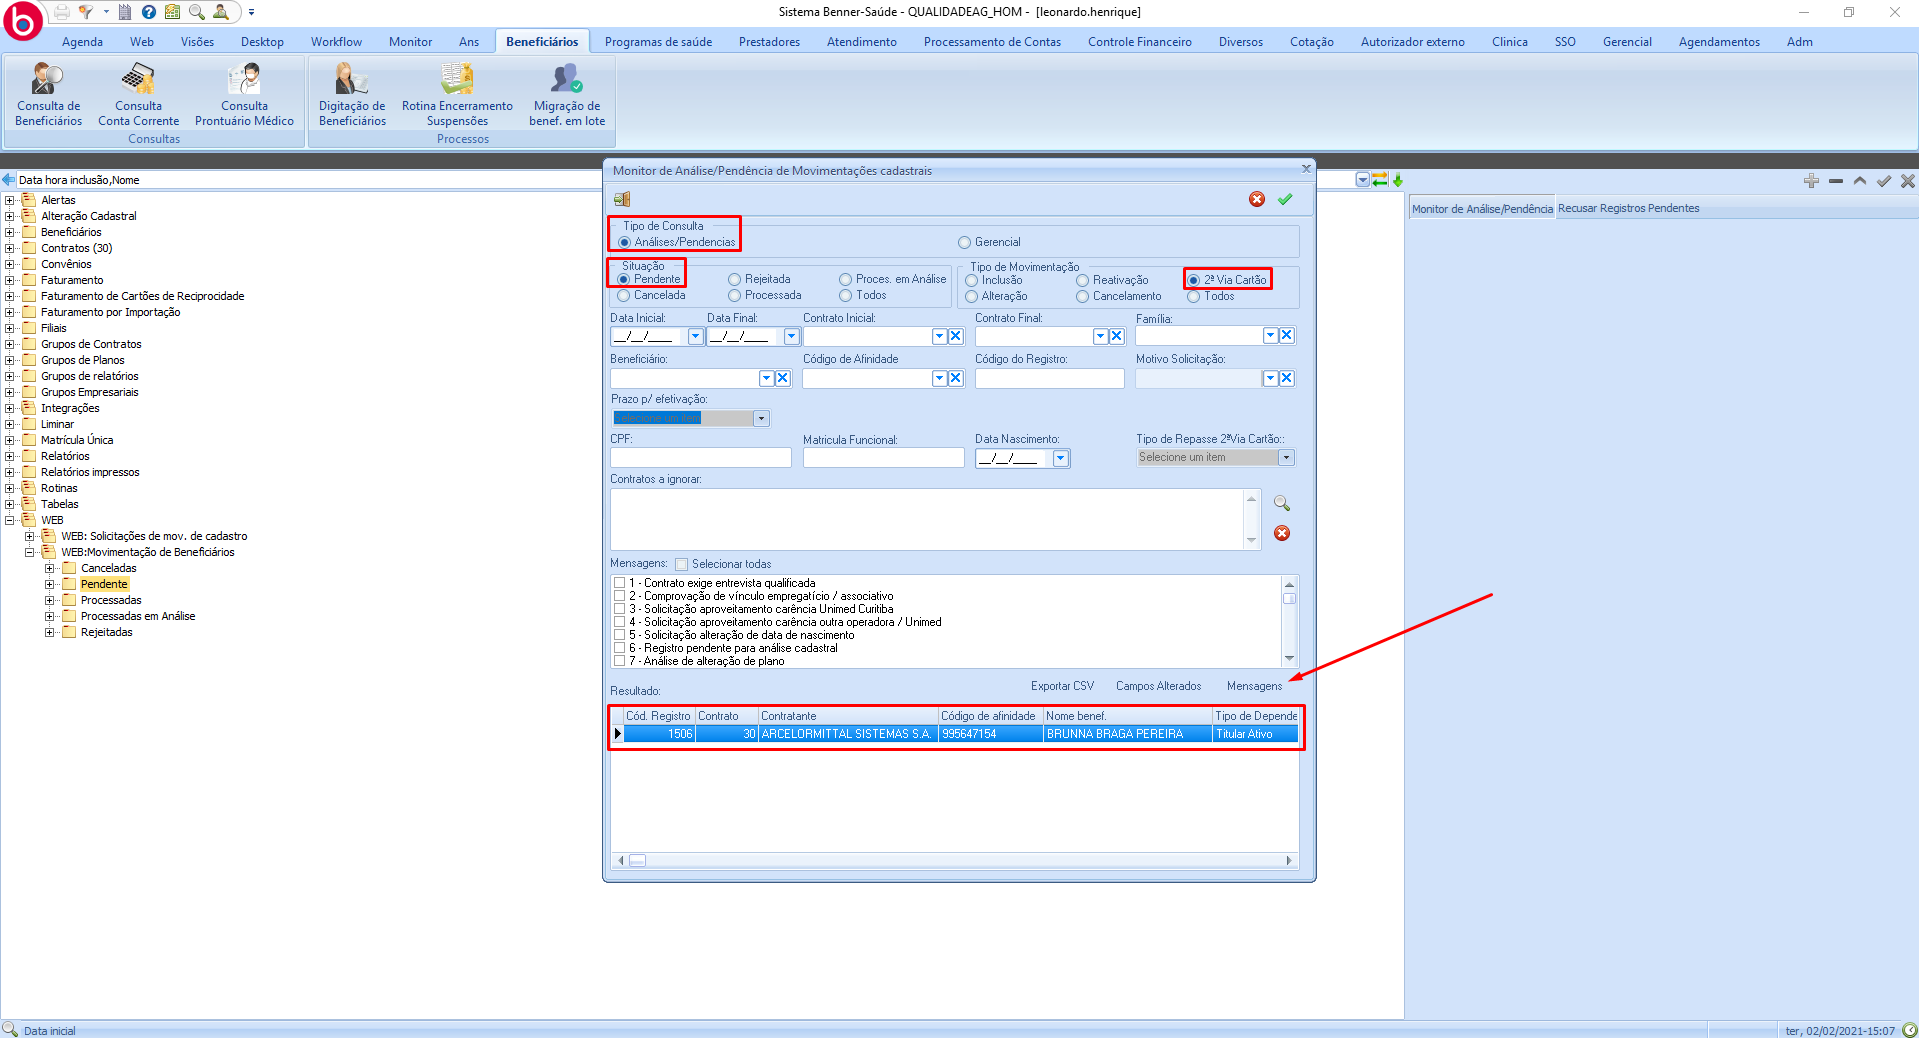 Sistema Benner-Saúde - QUALIDADEAG_HOM - [leonardo.henrique]
Agenda Web Visões Desktop Workflow Monitor Ans Beneficiários Programas de saúde Prestadores Atendimento Processamento de Contas Controle Financeiro Diversos Cotação Autorizador externo Clinica SSO Gerencial Agendamentos Adm
Consulta de Beneficiários
Consulta Conta Corrente
Consulta Prontuário Médico
Consultas
Digitação de Beneficiários
Rotina Encerramento Suspensões
Migração de benef. em lote
Processos
Data hora inclusão,Nome
Alertas
Alteração Cadastral
Beneficiários
Contratos (30)
Convênios
Faturamento
Faturamento de Cartões de Reciprocidade
Faturamento por Importação
Filiais
Grupos de Contratos
Grupos de Planos
Grupos de relatórios
Grupos Empresariais
Integrações
Liminar
Matrícula Única
Relatórios
Relatórios impressos
Rotinas
Tabelas
WEB
WEB: Solicitações de mov. de cadastro
WEB:Movimentação de Beneficiários
Canceladas
Pendente
Processadas
Processadas em Análise
Rejeitadas
Monitor de Análise/Pendência de Movimentações cadastrais
Tipo de Consulta
Análises/Pendencias Gerencial
Situação
Pendente Rejeitada Proces. em Análise
Cancelada Processada Todos
Tipo de Movimentação
Inclusão Reativação 2ª Via Cartão
Alteração Cancelamento Todos
Data Inicial: Data Final: Contrato Inicial: Contrato Final: Família:
__/__/____ __/__/____
Beneficiário: Código de Afinidade Código do Registro: Motivo Solicitação:
Prazo p/ efetivação:
Selecione um item
CPF: Matricula Funcional: Data Nascimento: Tipo de Repasse 2ªVia Cartão::
__/__/____ Selecione um item
Contratos a ignorar:
Mensagens: Selecionar todas
1 - Contrato exige entrevista qualificada
2 - Comprovação de vínculo empregatício / associativo
3 - Solicitação aproveitamento carência Unimed Curitiba
4 - Solicitação aproveitamento carência outra operadora / Unimed
5 - Solicitação alteração de data de nascimento
6 - Registro pendente para análise cadastral
7 - Análise de alteração de plano
Exportar CSV Campos Alterados Mensagens
Resultado:
Cód. Registro Contrato Contratante Código de afinidade Nome benef. Tipo de Depende
1506 30 ARCELORMITTAL SISTEMAS S.A. 995647154 BRUNNA BRAGA PEREIRA Titular Ativo
Monitor de Análise/Pendência Recusar Registros Pendentes
Data inicial
ter, 02/02/2021-15:07